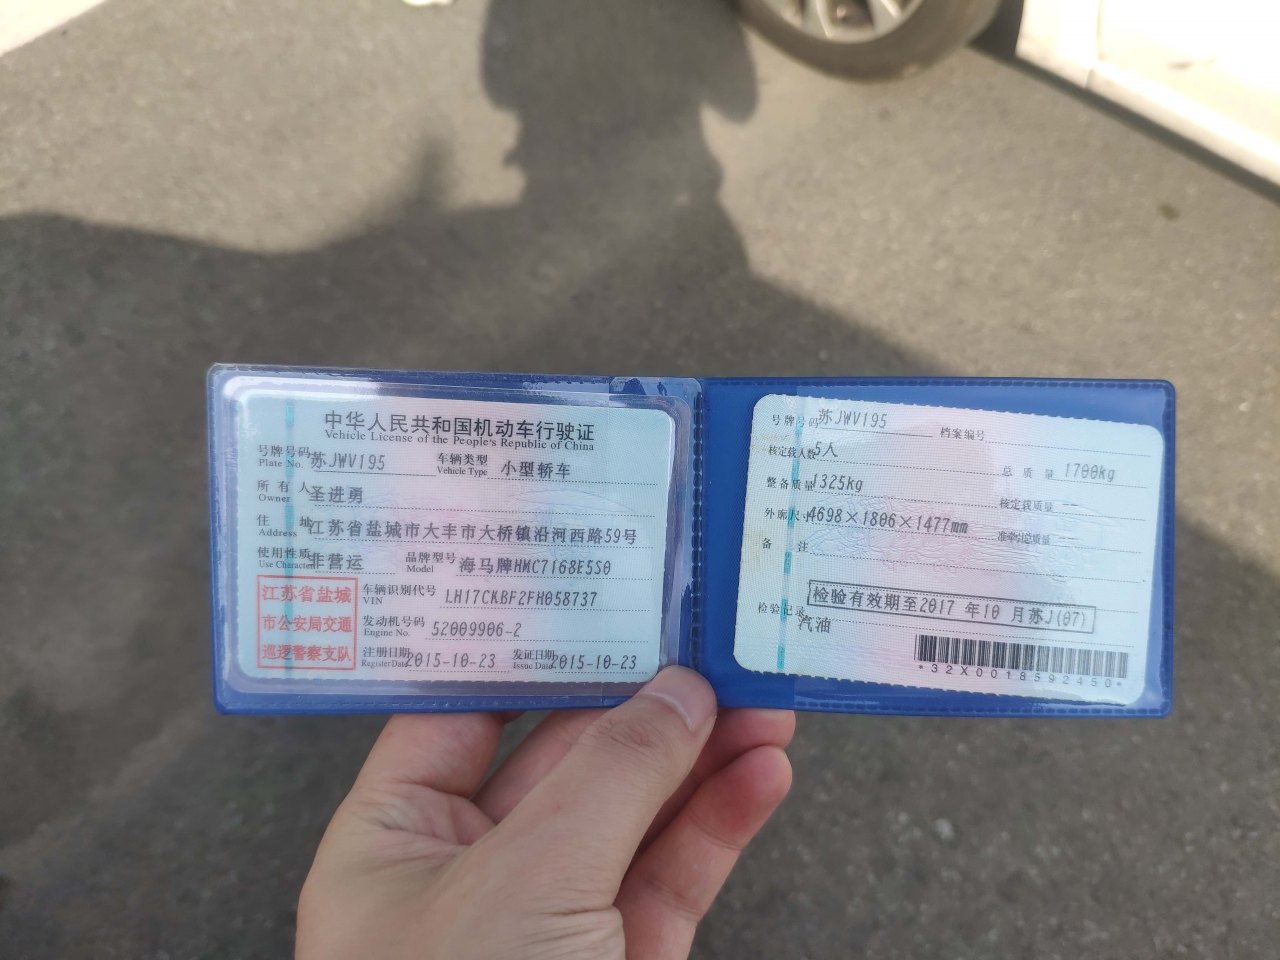 中华人民共和国机动车行驶证
Vehicle License of the People's Republic of China
号牌号码 苏JWV195 车辆类型 小型轿车
Plate No. Vehicle Type
所有人 圣进勇
Owner
住址 江苏省盐城市大丰市大桥镇沿河西路59号
Address
使用性质 非营运 品牌型号 海马牌HMC7168E5S0
Use Character Model
江苏省盐城
市公安局交通
巡逻警察支队
车辆识别代号 LH17CKBF2FH058737
VIN
发动机号码 52009906-2
Engine No.
注册日期 2015-10-23 发证日期 2015-10-23
Register Date Issue Date
号牌号码 苏JWV195 档案编号
核定载人数 5人 总质量 1700kg
整备质量 1325kg 核定载质量 --
外廓尺寸 4698×1806×1477mm 准牵引总质量 --
备注
检验记录 检验有效期至2017年10月苏J(07)
汽油
*32X0018592450*